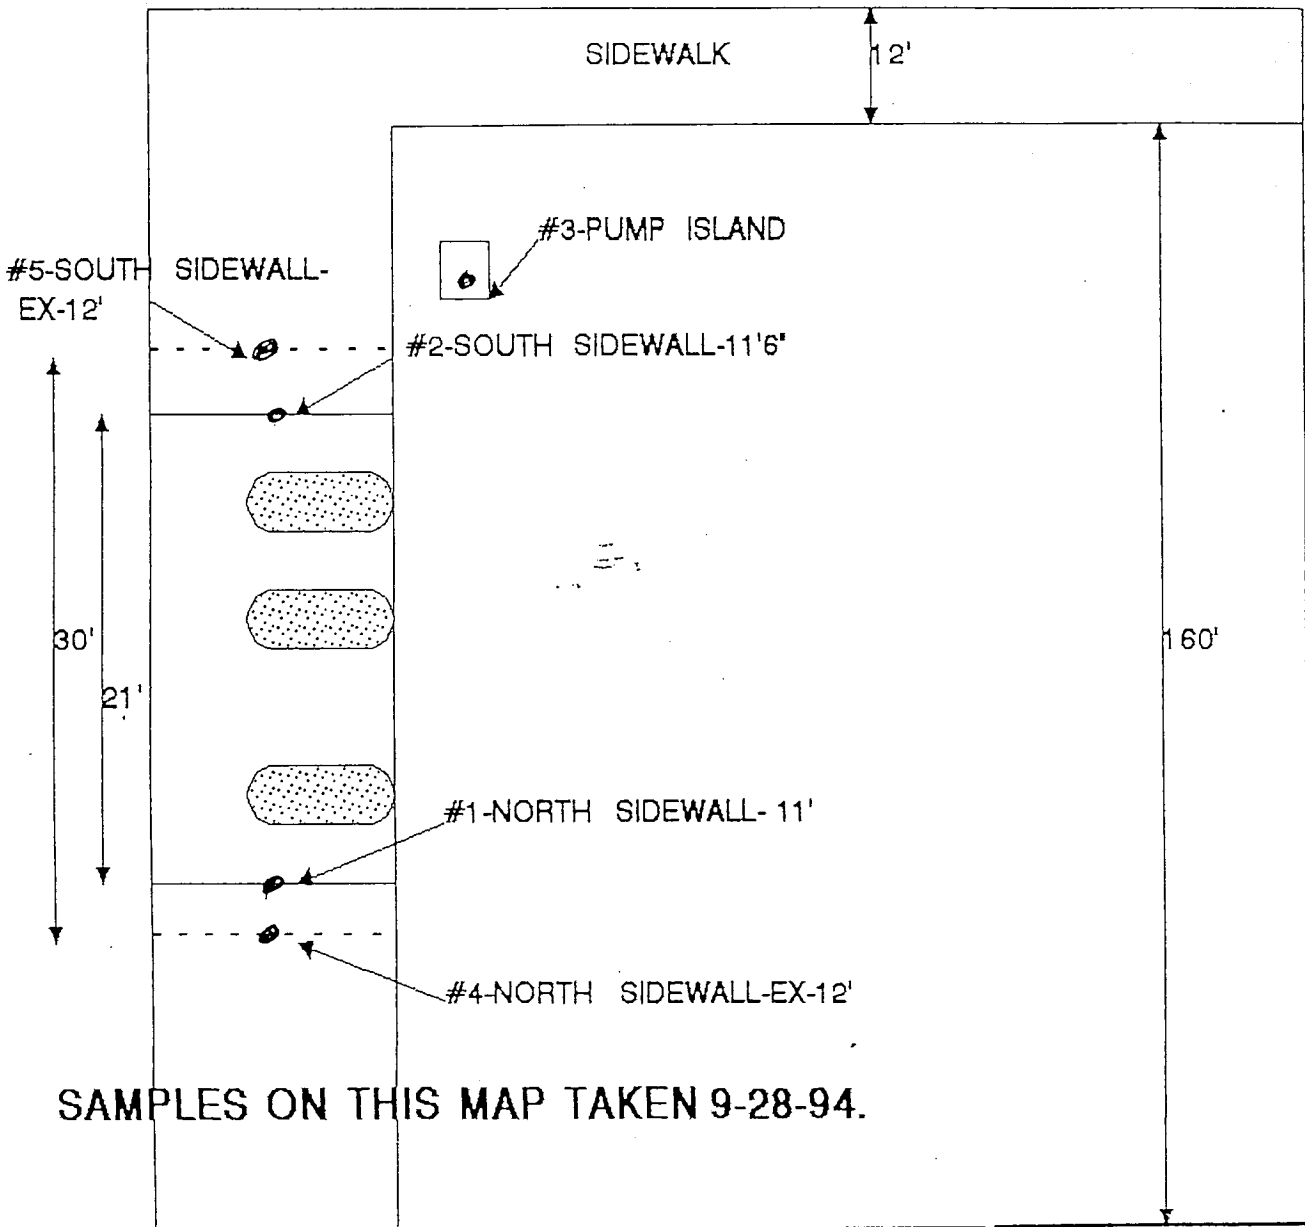 SIDEWALK
12'
#3-PUMP ISLAND
#5-SOUTH SIDEWALL-
EX-12'
#2-SOUTH SIDEWALL-11'6"
30'
160'
21'
#1-NORTH SIDEWALL- 11'
#4-NORTH SIDEWALL-EX-12'
SAMPLES ON THIS MAP TAKEN 9-28-94.